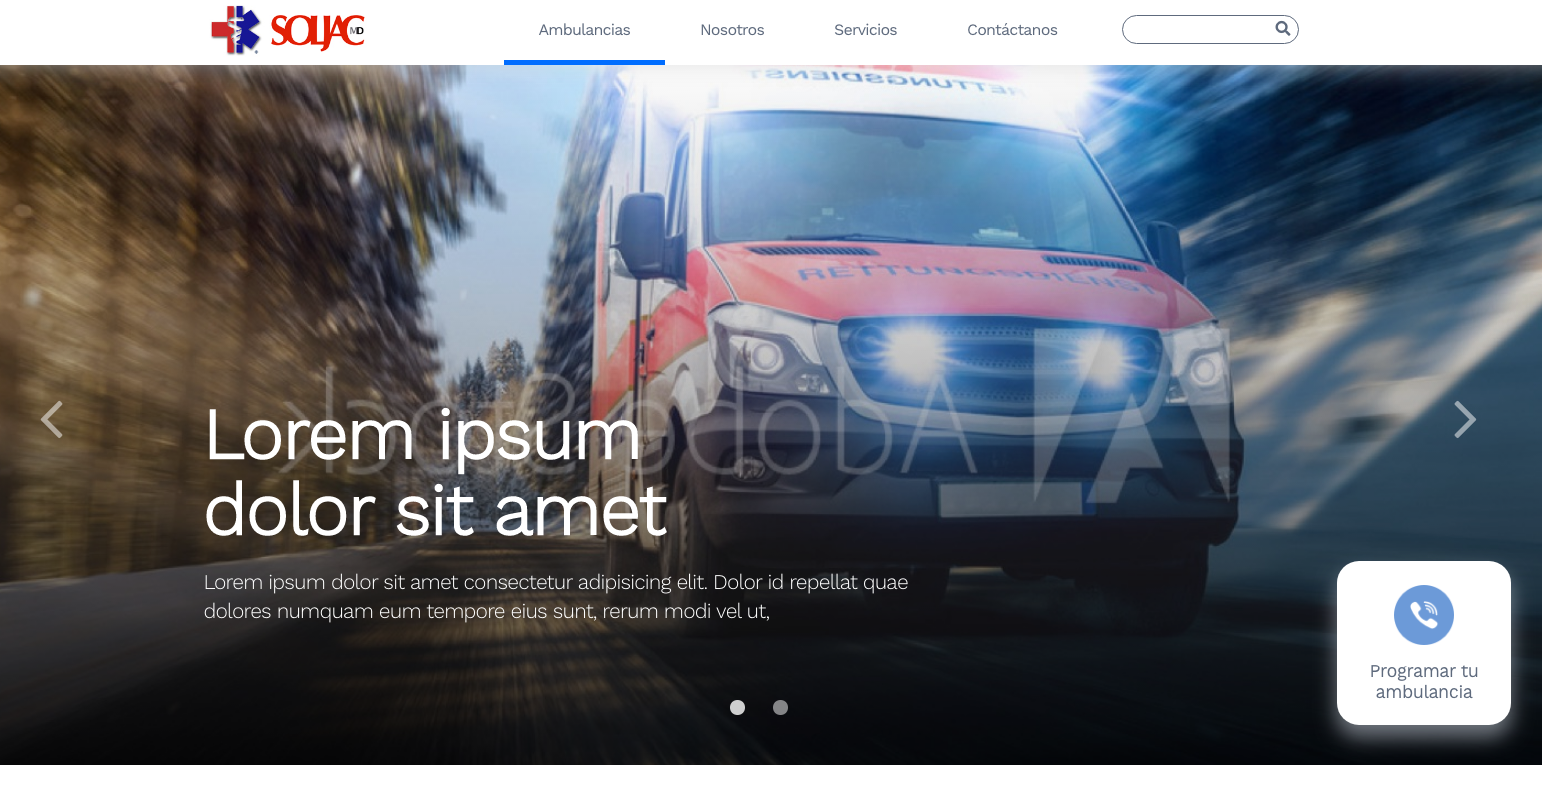 SOLJAC MD
Ambulancias
Nosotros
Servicios
Contáctanos
RETTUNGSDIENST
RETTUNGSDIENST
Adobe Stock
Lorem ipsum
dolor sit amet
Lorem ipsum dolor sit amet consectetur adipisicing elit. Dolor id repellat quae
dolores numquam eum tempore eius sunt, rerum modi vel ut,
Programar tu
ambulancia